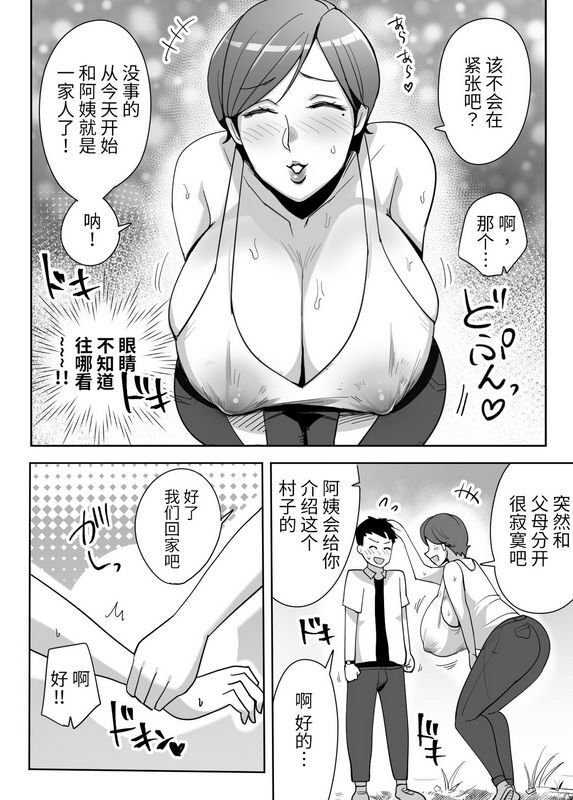 该不会在
紧张吧？
あらあら♡
啊，
那个…
どぷんっ♡
没事的
从今天开始
和阿姨就是
一家人了！
呐！
ドキ
眼睛
不知道
往哪看
~~~!!
ドキ
突然和
父母分开
很寂寞吧
阿姨会给你
介绍这个
村子的
ドキ
ドキ
啊 好的…
好了
我们回家吧
ガシ
啊
好!!
ドキン♥